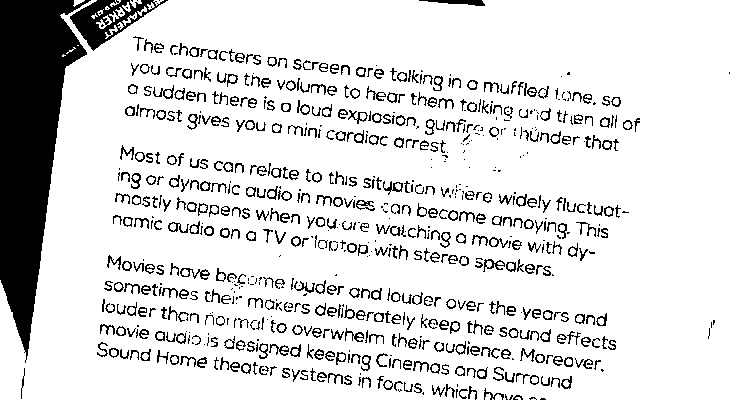 PERMANENT
MARKER
The characters on screen are talking in a muffled tone, so
you crank up the volume to hear them talking and then all of
a sudden there is a loud explosion, gunfire or thunder that
almost gives you a mini cardiac arrest.
Most of us can relate to this situation where widely fluctuat-
ing or dynamic audio in movies can become annoying. This
mostly happens when you are watching a movie with dy-
namic audio on a TV or laptop with stereo speakers.
Movies have become louder and louder over the years and
sometimes their makers deliberately keep the sound effects
louder than normal to overwhelm their audience. Moreover,
movie audio is designed keeping Cinemas and Surround
Sound Home theater systems in focus, which have